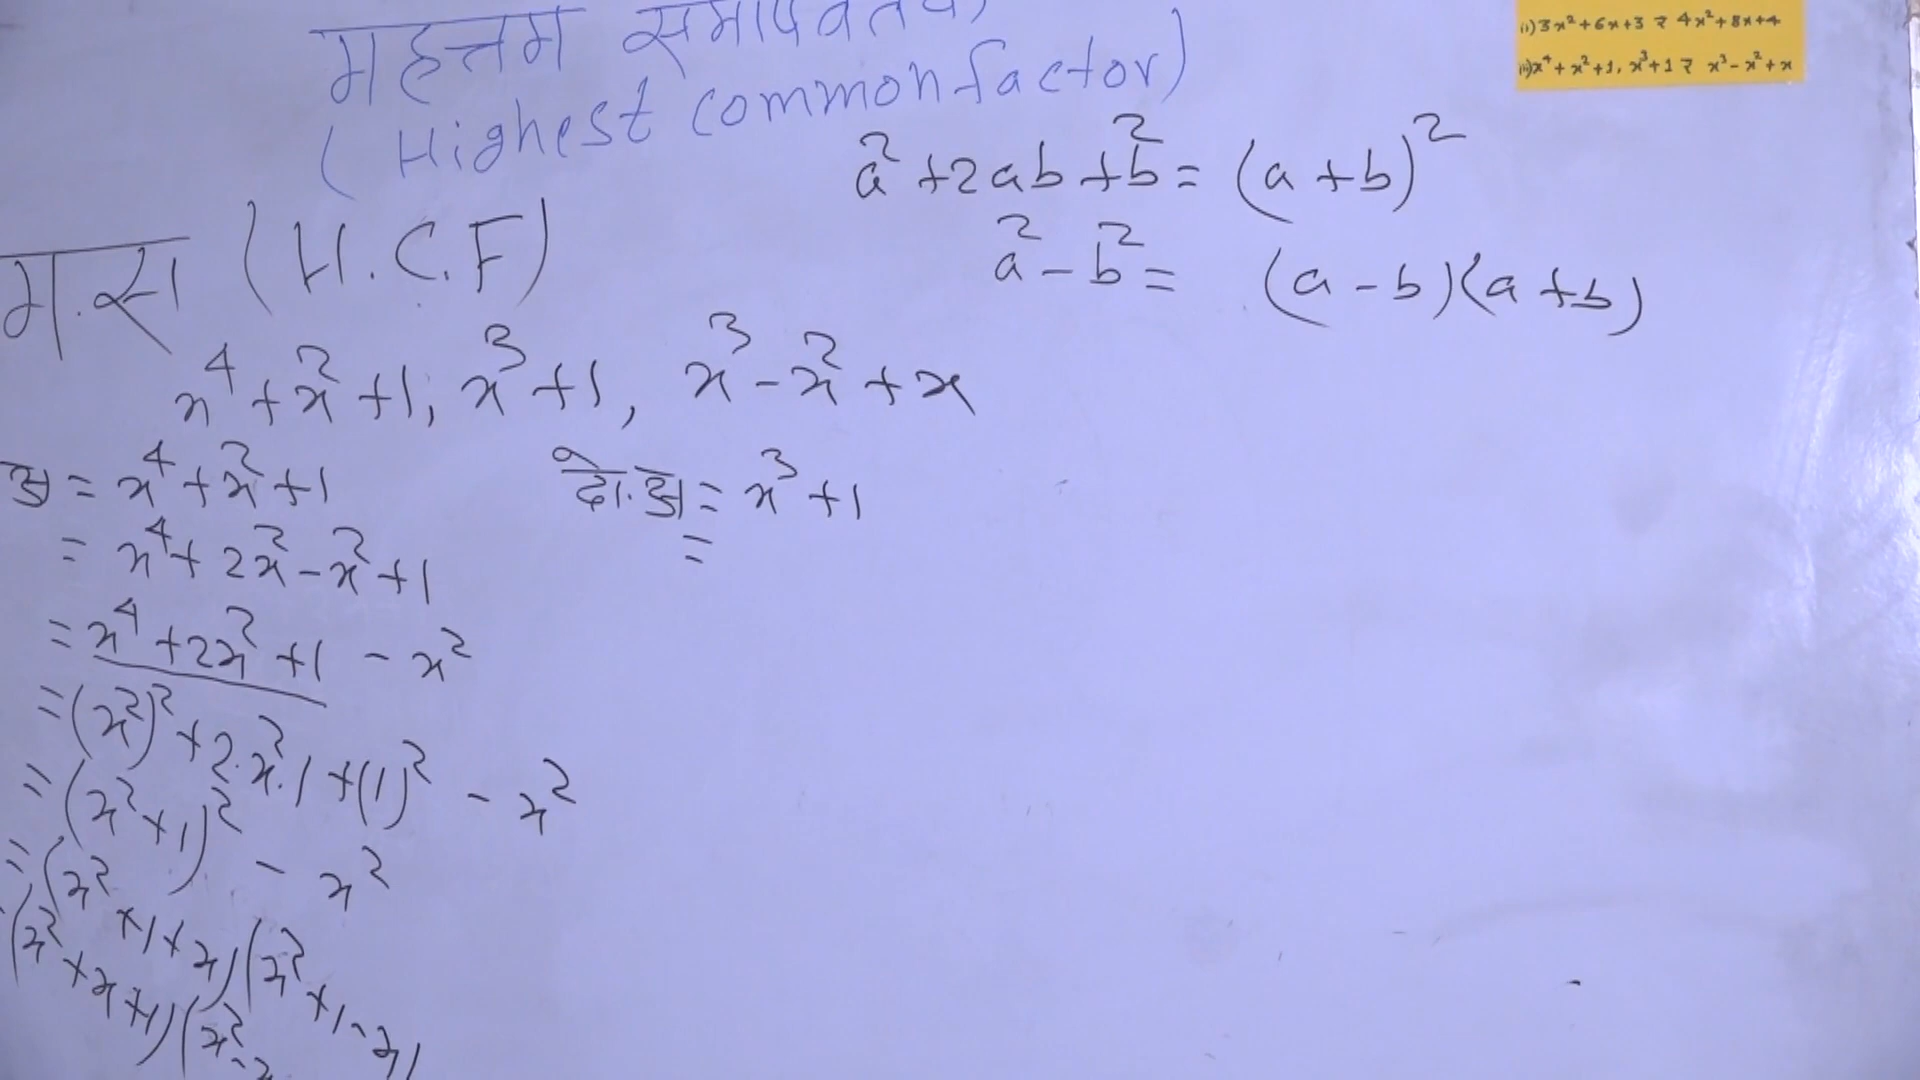 महत्तम समापवर्तक
(Highest common factor)
ii) 3x² + 6x + 3 र 4x² + 8x + 4
iii) x⁴ + x² + 1, x³ + 1 र x³ - x² + x
a² + 2ab + b² = (a + b)²
a² - b² = (a - b)(a + b)
म.स (H.C.F)
x⁴ + x² + 1, x³ + 1, x³ - x² + x
अ = x⁴ + x² + 1
= x⁴ + 2x² - x² + 1
= x⁴ + 2x² + 1 - x²
= (x²)² + 2.x².1 + (1)² - x²
= (x² + 1)² - x²
= (x² + 1 + x)(x² + 1 - x)
(x² + x + 1)(x² - x
दो.अ = x³ + 1
=